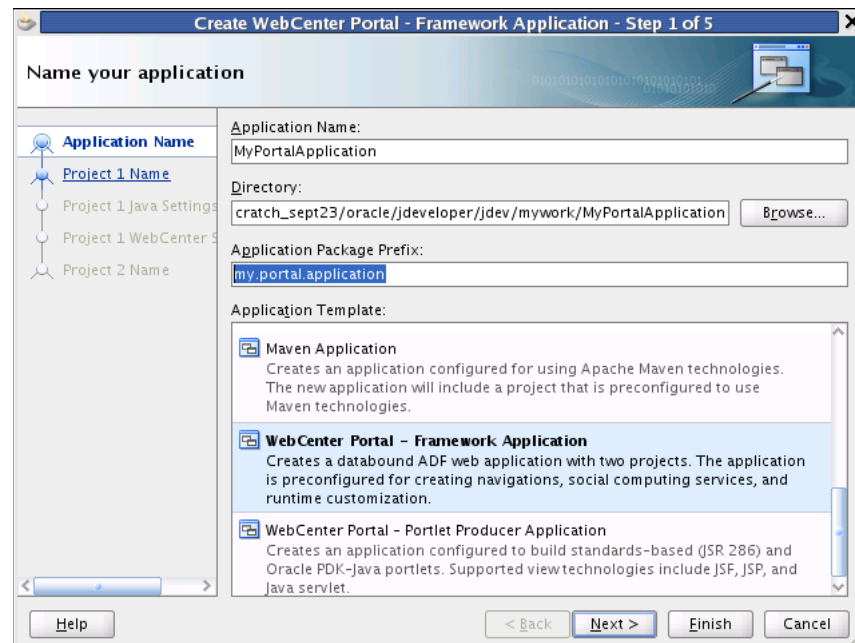 Create WebCenter Portal - Framework Application - Step 1 of 5
Name your application
Application Name
Project 1 Name
Project 1 Java Settings
Project 1 WebCenter S
Project 2 Name
Application Name:
MyPortalApplication
Directory:
cratch_sept23/oracle/jdeveloper/jdev/mywork/MyPortalApplication
Browse...
Application Package Prefix:
my.portal.application
Application Template:
Maven Application
Creates an application configured for using Apache Maven technologies.
The new application will include a project that is preconfigured to use
Maven technologies.
WebCenter Portal - Framework Application
Creates a databound ADF web application with two projects. The application
is preconfigured for creating navigations, social computing services, and
runtime customization.
WebCenter Portal - Portlet Producer Application
Creates an application configured to build standards-based (JSR 286) and
Oracle PDK-Java portlets. Supported view technologies include JSF, JSP, and
Java servlet.
Help
< Back
Next >
Finish
Cancel